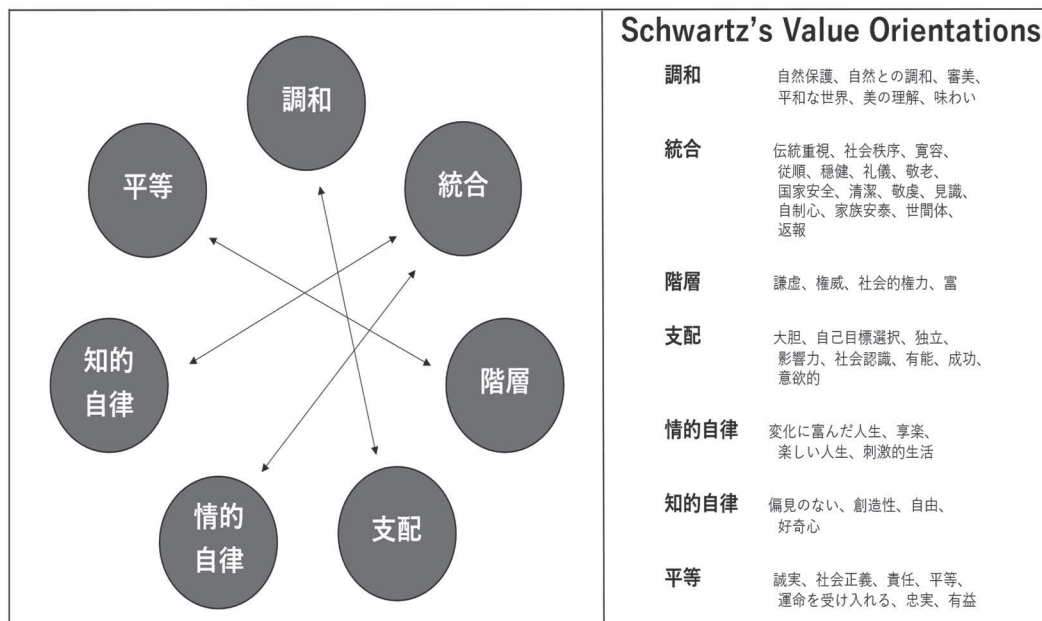 調和
統合
平等
知的
自律
階層
情的
自律
支配
Schwartz’s Value Orientations
調和 自然保護、自然との調和、審美、
平和な世界、美の理解、味わい
統合 伝統重視、社会秩序、寛容、
従順、穏健、礼儀、敬老、
国家安全、清潔、敬虔、見識、
自制心、家族安泰、世間体、
返報
階層 謙虚、権威、社会的権力、富
支配 大胆、自己目標選択、独立、
影響力、社会認識、有能、成功、
意欲的
情的自律 変化に富んだ人生、享楽、
楽しい人生、刺激的生活
知的自律 偏見のない、創造性、自由、
好奇心
平等 誠実、社会正義、責任、平等、
運命を受け入れる、忠実、有益